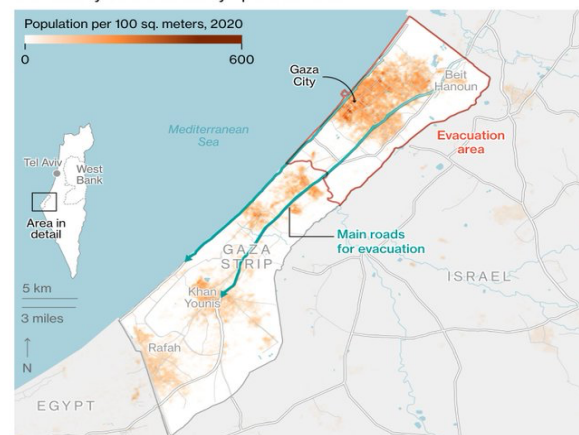 Population per 100 sq. meters, 2020
0 600
Gaza
City
Beit
Hanoun
Mediterranean
Sea
Evacuation
area
Tel Aviv
West
Bank
Area in
detail
Main roads
for evacuation
GAZA
STRIP
ISRAEL
5 km
3 miles
Khan
Younis
N
Rafah
EGYPT